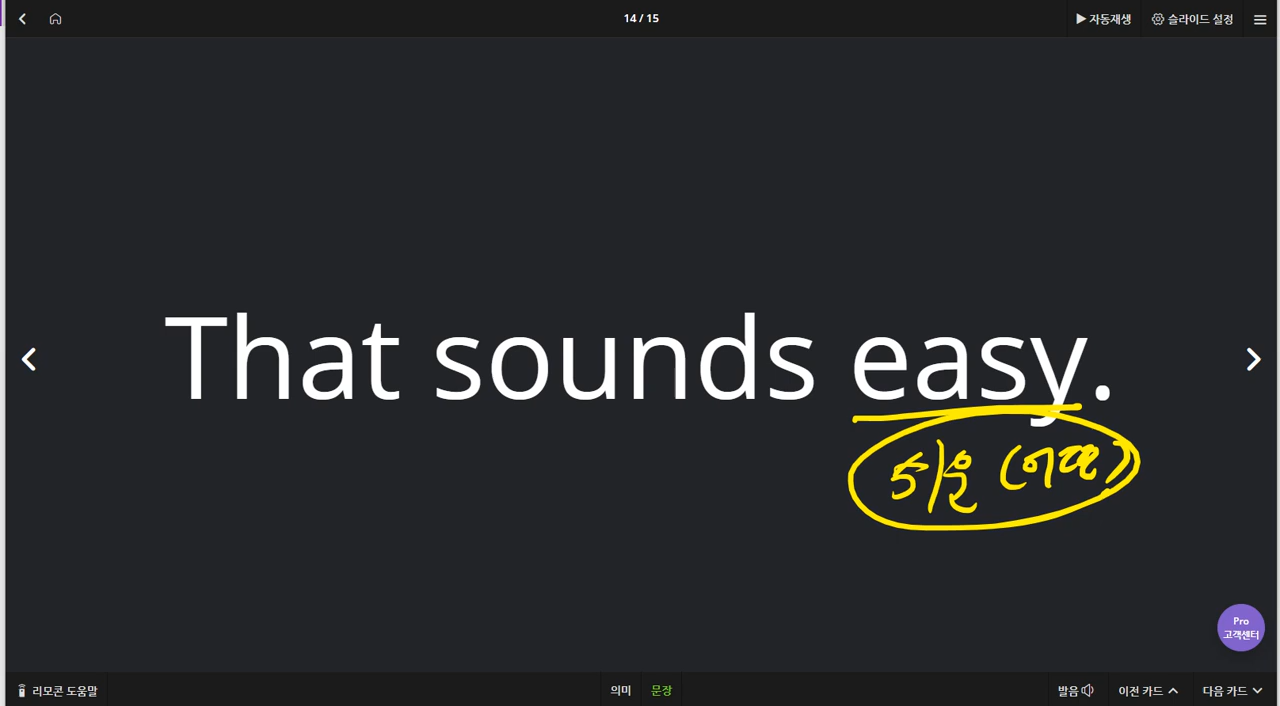 14 / 15
자동재생
슬라이드 설정
That sounds easy.
Pro
고객센터
리모콘 도움말
의미
문장
발음
이전 카드
다음 카드